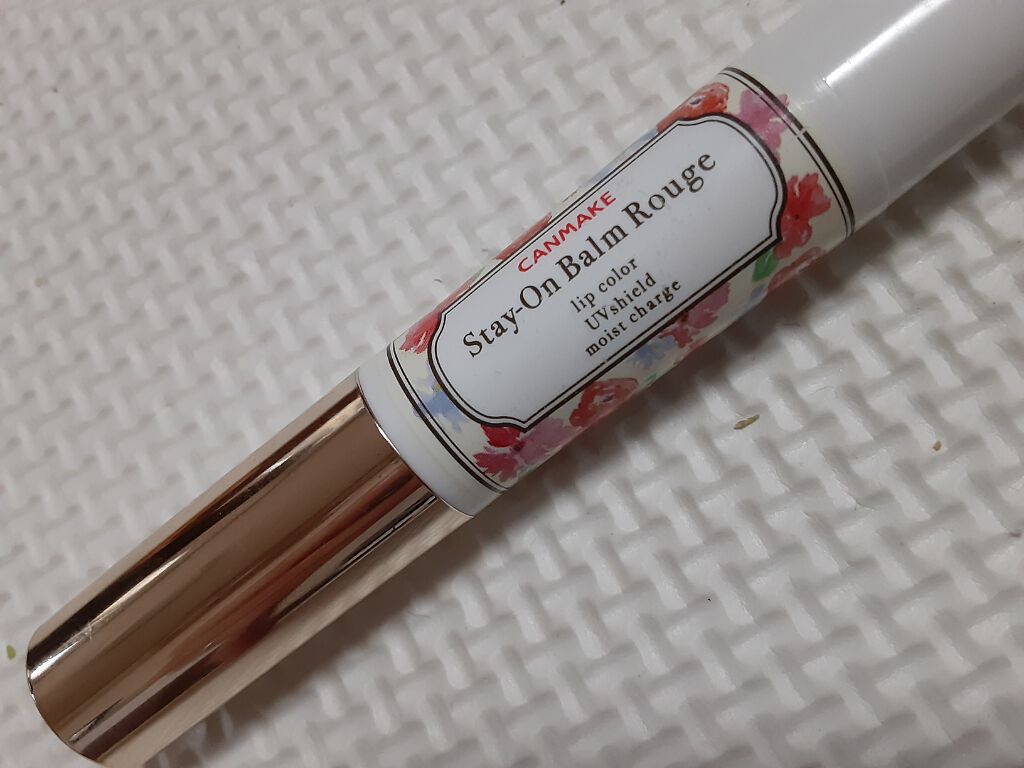 CANMAKE
Stay-On Balm Rouge
lip color
UVshield
moist charge